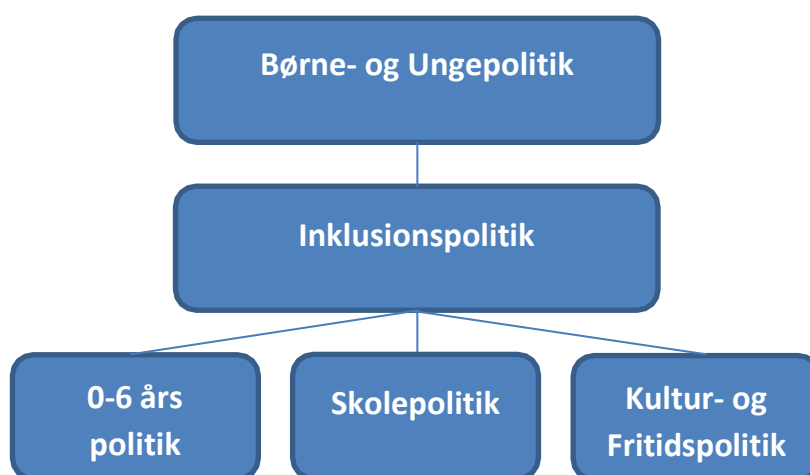 Børne- og Ungepolitik
Inklusionspolitik
0-6 års
politik
Skolepolitik
Kultur- og
Fritidspolitik